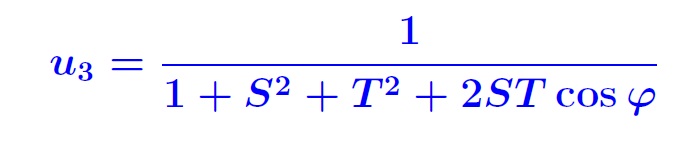 u₃ = 1 / (1 + S² + T² + 2ST cos φ)